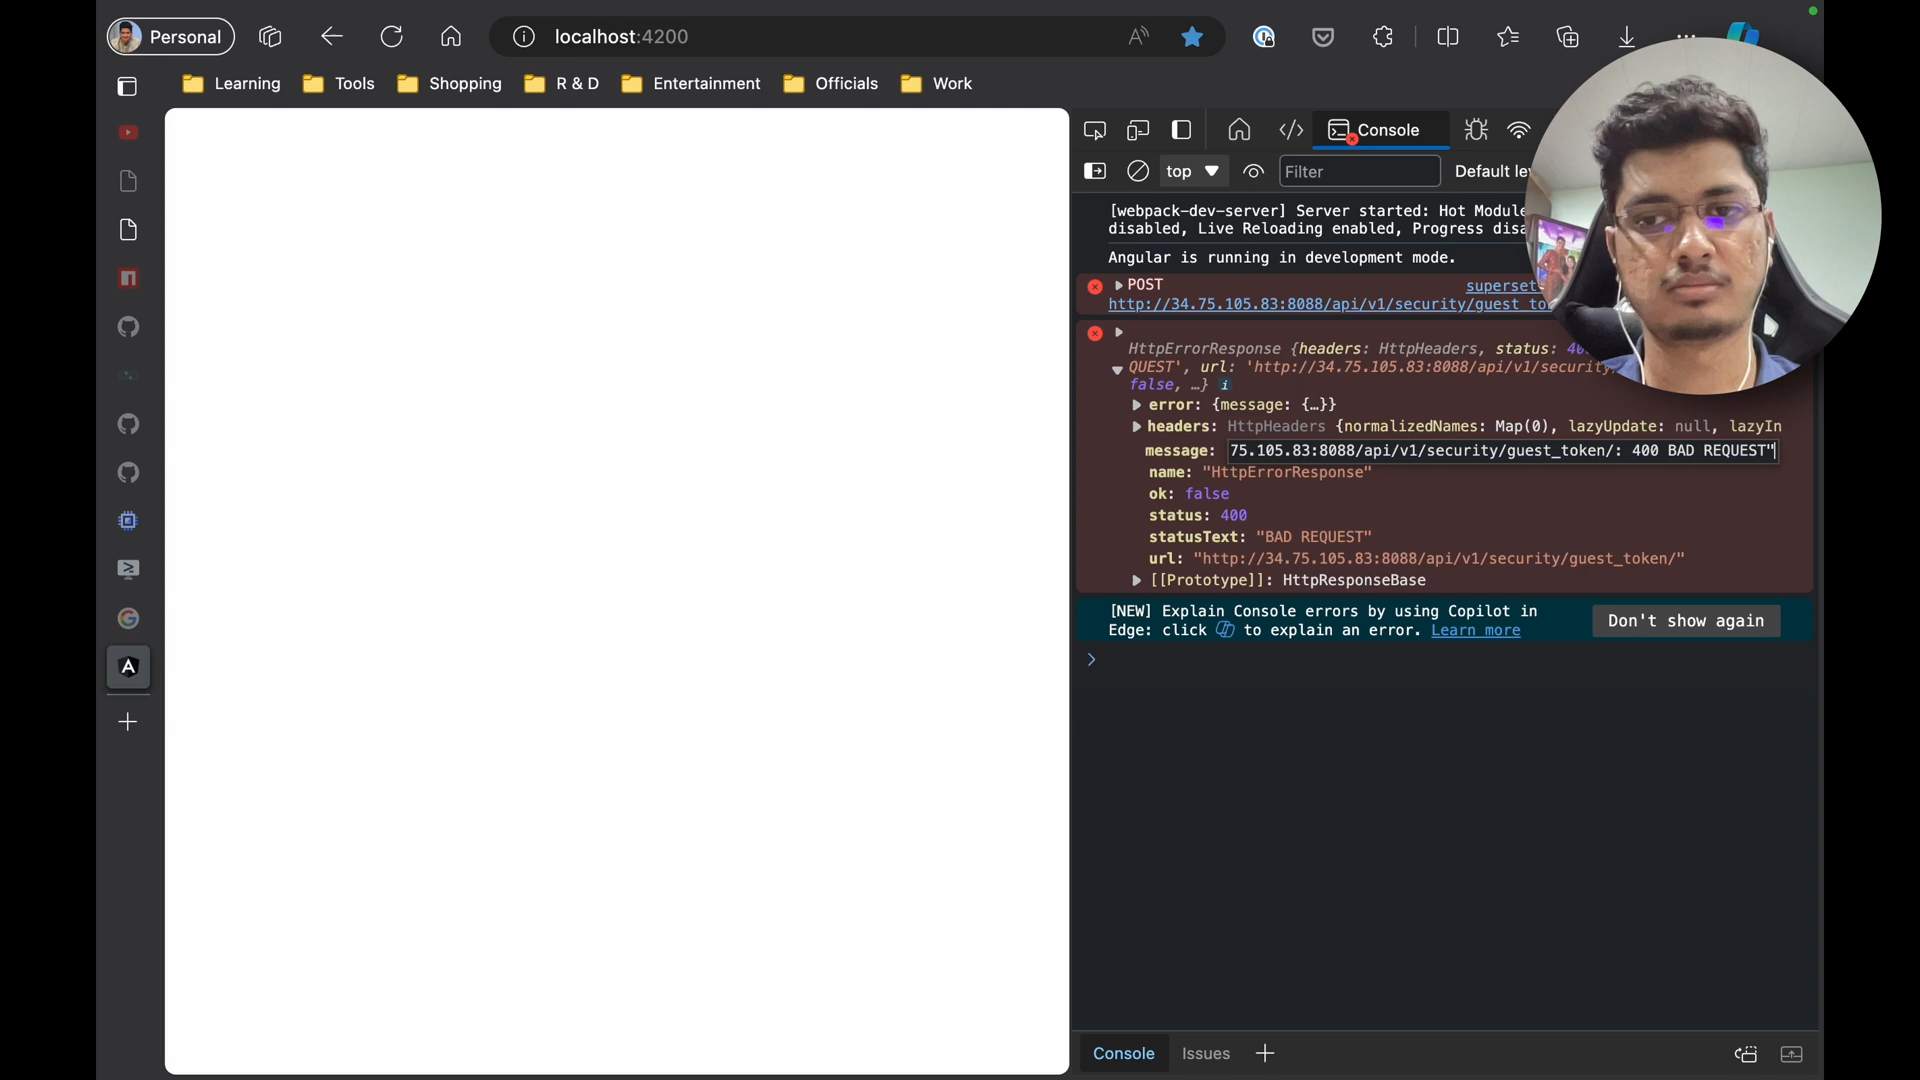 Personal
localhost:4200
Learning
Tools
Shopping
R & D
Entertainment
Officials
Work
Console
top
Filter
Default
[webpack-dev-server] Server started: Hot Module
disabled, Live Reloading enabled, Progress
Angular is running in development mode.
POST
superset
http://34.75.105.83:8088/api/v1/security/guest_to
HttpErrorResponse {headers: HttpHeaders, status:
QUEST', url: 'http://34.75.105.83:8088/api/v1/security/
false, …} i
error: {message: {…}}
headers: HttpHeaders {normalizedNames: Map(0), lazyUpdate: null, lazyIn
message: 75.105.83:8088/api/v1/security/guest_token/: 400 BAD REQUEST"
name: "HttpErrorResponse"
ok: false
status: 400
statusText: "BAD REQUEST"
url: "http://34.75.105.83:8088/api/v1/security/guest_token/"
[[Prototype]]: HttpResponseBase
[NEW] Explain Console errors by using Copilot in
Edge: click to explain an error. Learn more
Don't show again
Console
Issues